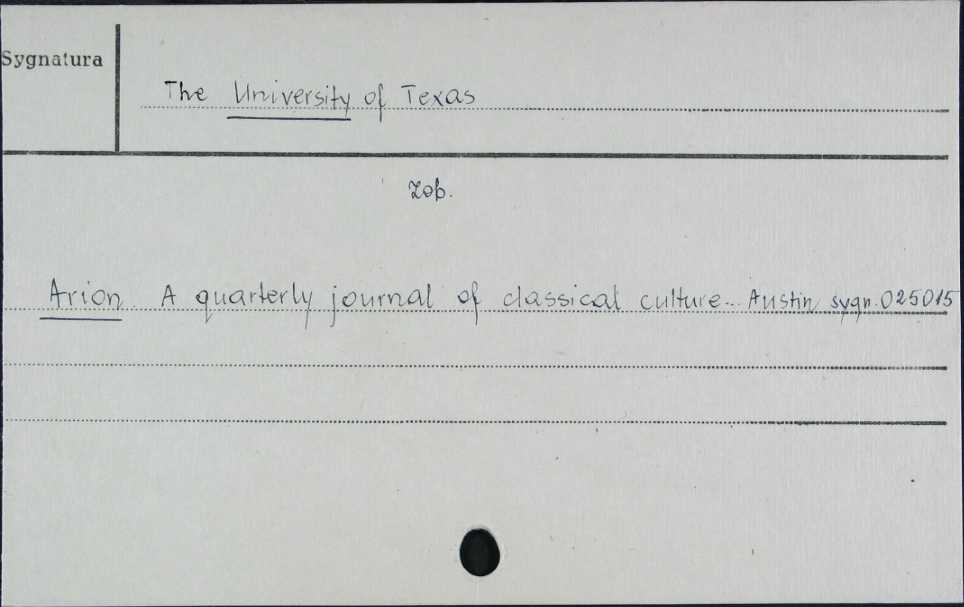 Sygnatura
The University of Texas
Zob.
Arion. A quarterly journal of classical culture. Austin, sygn. 025015